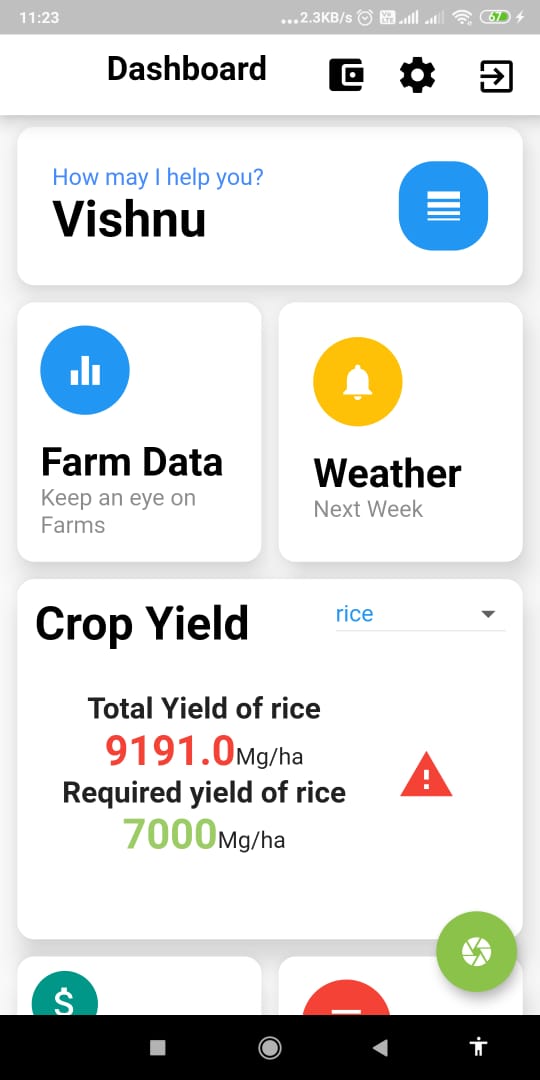 11:23
...2.3KB/s
67
Dashboard
How may I help you?
Vishnu
Farm Data
Keep an eye on
Farms
Weather
Next Week
Crop Yield
rice
Total Yield of rice
9191.0Mg/ha
Required yield of rice
7000Mg/ha
$